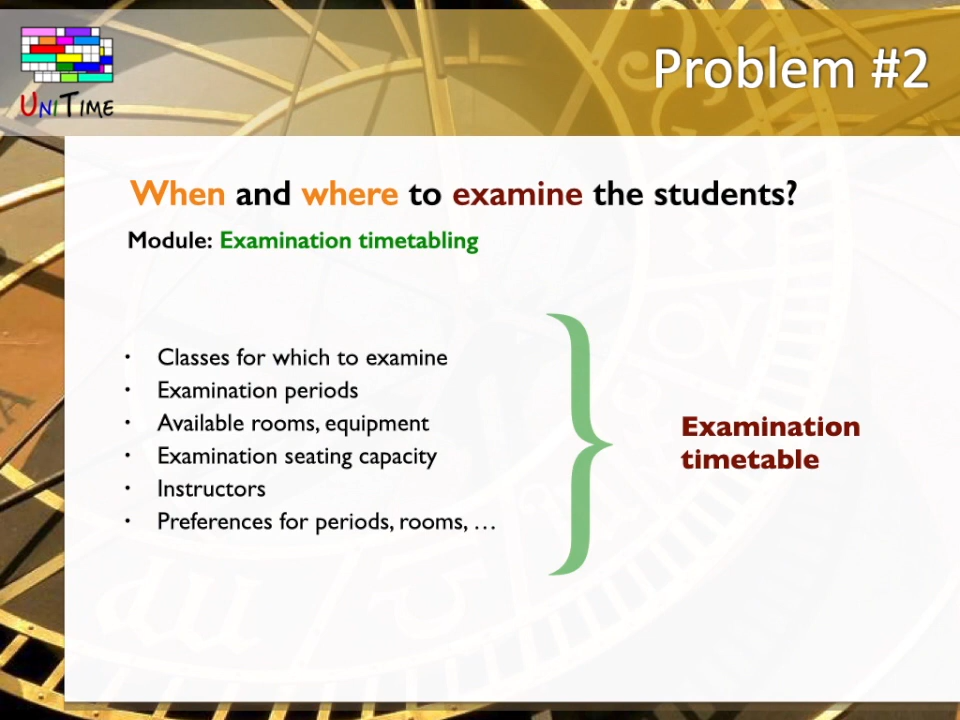 UNITIME
Problem #2
When and where to examine the students?
Module: Examination timetabling
• Classes for which to examine
• Examination periods
• Available rooms, equipment
• Examination seating capacity
• Instructors
• Preferences for periods, rooms, …
Examination
timetable